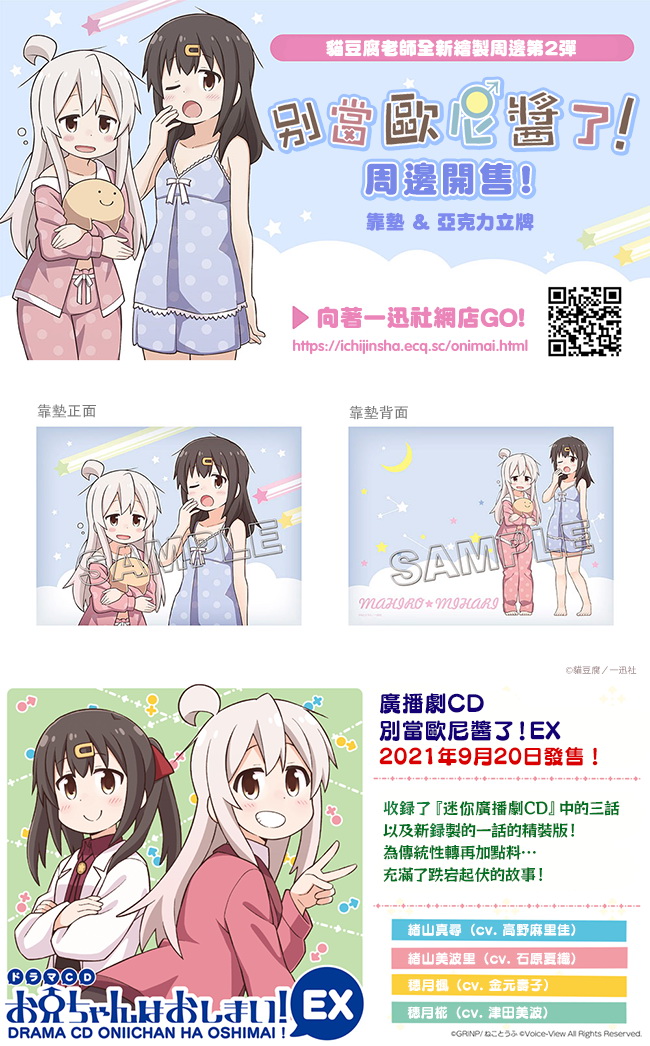 貓豆腐老師全新繪製周邊第2彈
別當歐尼醬了!
周邊開售!
靠墊 & 亞克力立牌
向著一迅社網店GO!
https://ichijinsha.ecq.sc/onimai.html
靠墊正面
靠墊背面
SAMPLE
SAMPLE
MAHIRO★MIHARI
©貓豆腐/一迅社
廣播劇CD
別當歐尼醬了!EX
2021年9月20日發售!
收録了『迷你廣播劇CD』中的三話
以及新録製的一話的精裝版!
為傳統性轉再加點料…
充滿了跌宕起伏的故事!
緒山真尋(cv. 高野麻里佳)
緒山美波里(cv. 石原夏織)
穂月楓(cv. 金元壽子)
穂月椛(cv. 津田美波)
ドラマCD
お兄ちゃんはおしまい! EX
DRAMA CD ONIICHAN HA OSHIMAI !
©GRINP/ ねことうふ ©Voice-View All Rights Reserved.